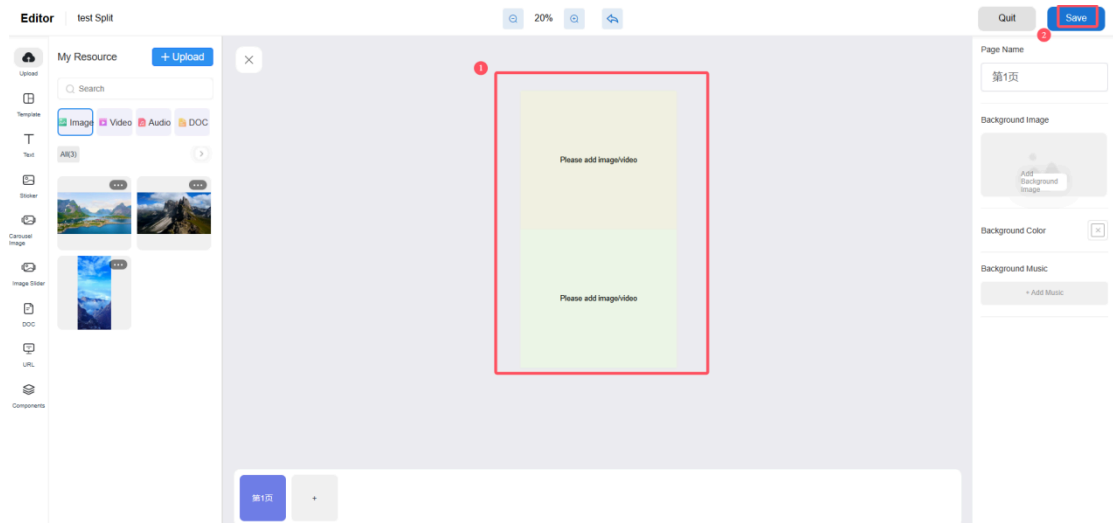 Editor
test Split
20%
Quit
Save
2
Upload
Template
Text
Sticker
Carousel
Image
Image Slider
DOC
URL
Components
My Resource
+ Upload
Search
Image
Video
Audio
DOC
All(3)
1
Please add image/video
Please add image/video
第1页
+
Page Name
第1页
Background Image
Add
Background
Image
Background Color
Background Music
+ Add Music